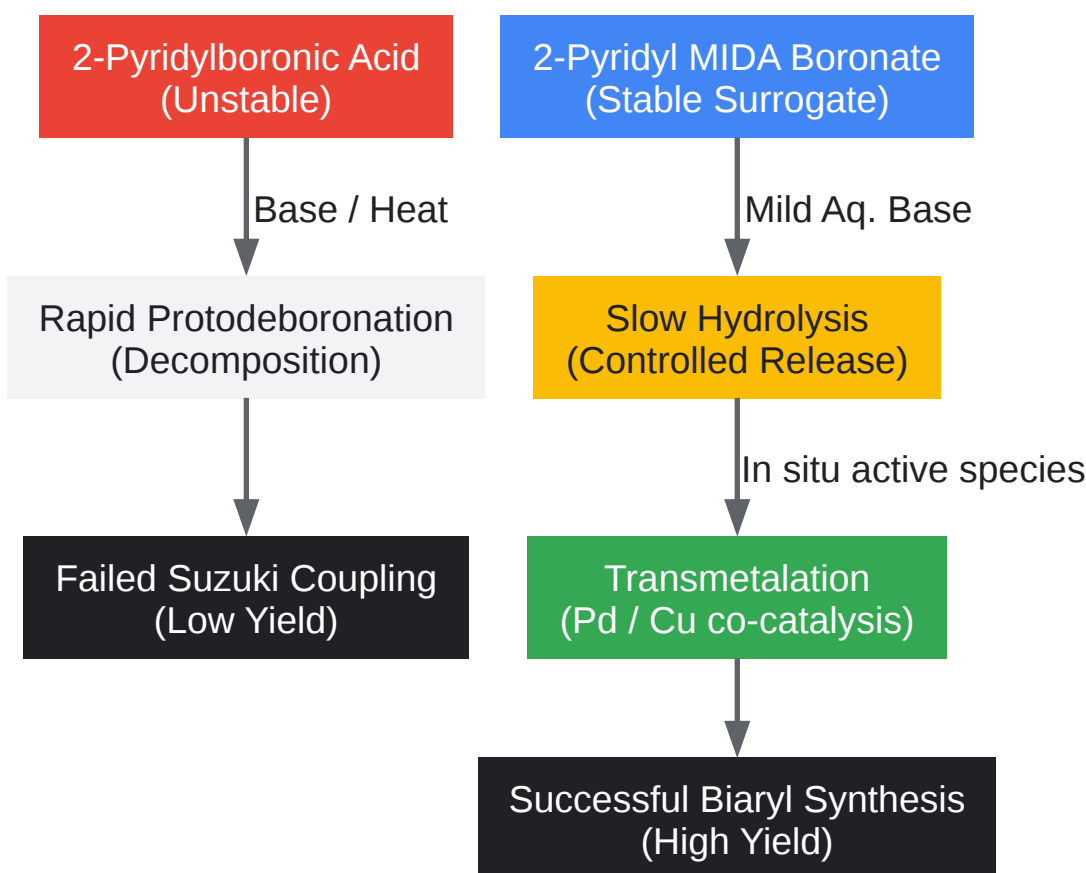 2-Pyridylboronic Acid
(Unstable)
Base / Heat
Rapid Protodeboronation
(Decomposition)
Failed Suzuki Coupling
(Low Yield)
2-Pyridyl MIDA Boronate
(Stable Surrogate)
Mild Aq. Base
Slow Hydrolysis
(Controlled Release)
In situ active species
Transmetalation
(Pd / Cu co-catalysis)
Successful Biaryl Synthesis
(High Yield)